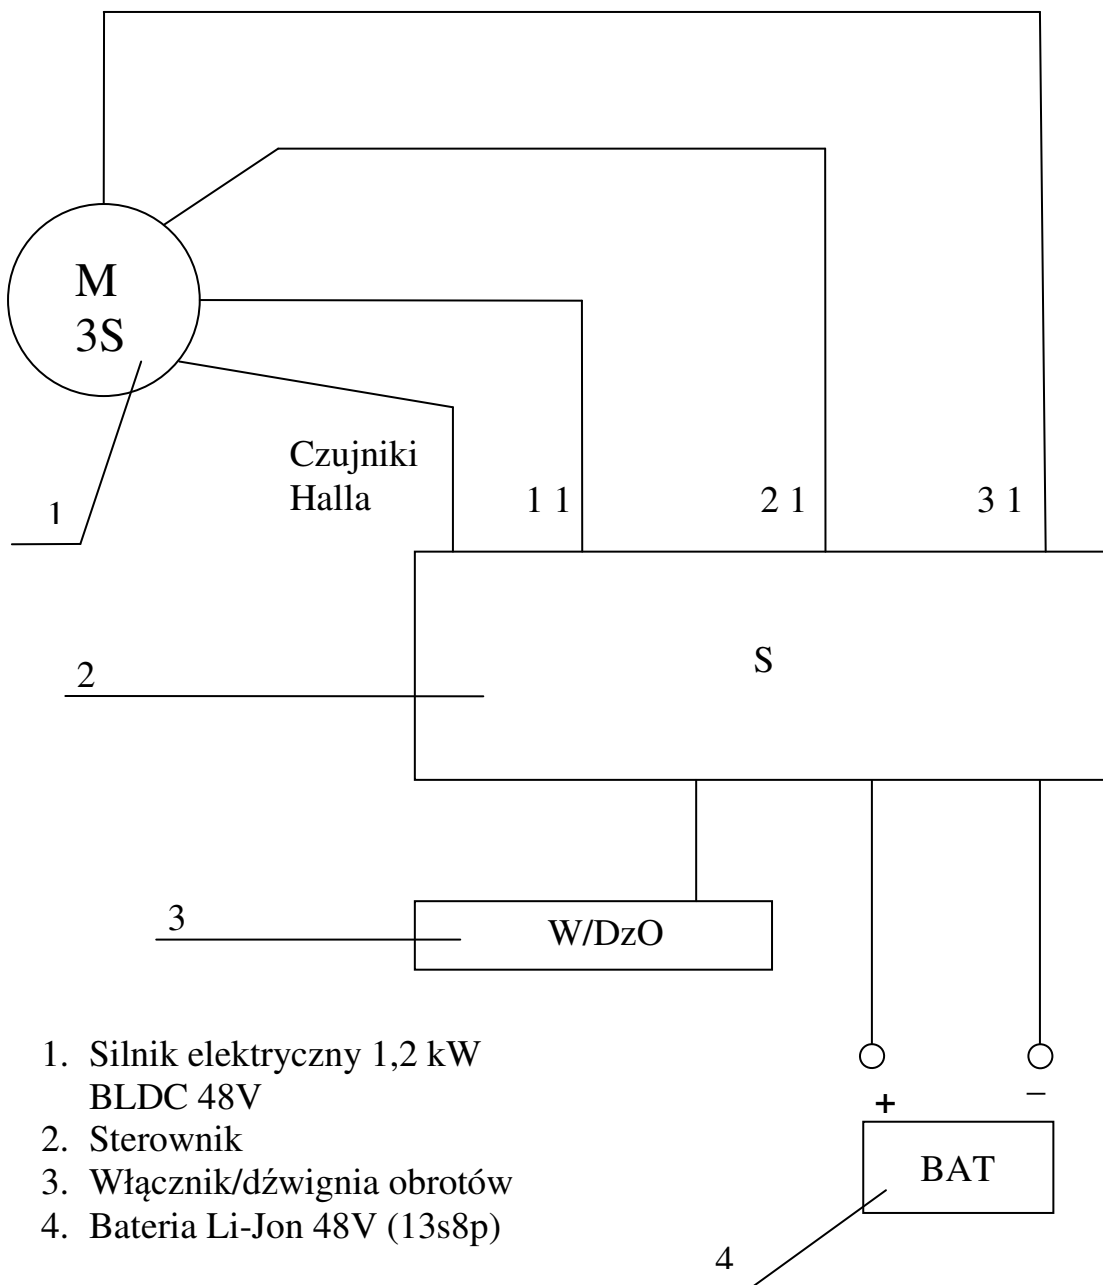 M
3S
Czujniki
Halla
1 1
2 1
3 1
1
S
2
3
W/DzO
1. Silnik elektryczny 1,2 kW
BLDC 48V
2. Sterownik
3. Włącznik/dźwignia obrotów
4. Bateria Li-Jon 48V (13s8p)
+
–
BAT
4